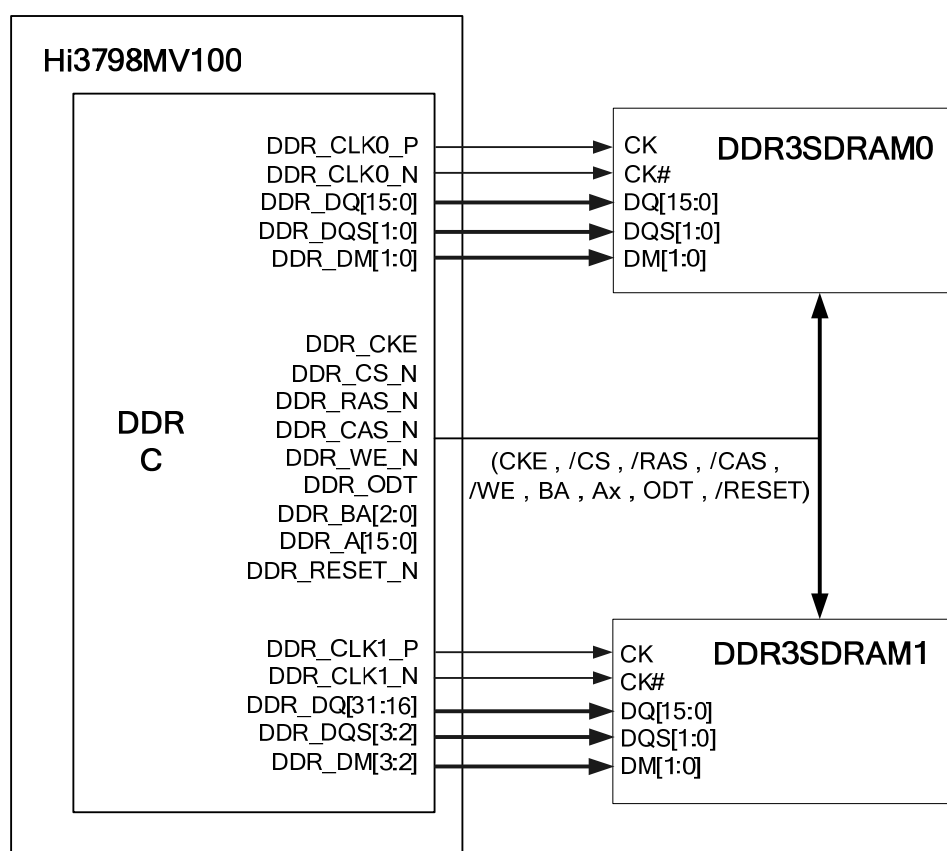 Hi3798MV100
DDR_CLK0_P
DDR_CLK0_N
DDR_DQ[15:0]
DDR_DQS[1:0]
DDR_DM[1:0]
CK
CK#
DQ[15:0]
DQS[1:0]
DM[1:0]
DDR3SDRAM0
DDR
C
DDR_CKE
DDR_CS_N
DDR_RAS_N
DDR_CAS_N
DDR_WE_N
DDR_ODT
DDR_BA[2:0]
DDR_A[15:0]
DDR_RESET_N
(CKE , /CS , /RAS , /CAS ,
/WE , BA , Ax , ODT , /RESET)
DDR_CLK1_P
DDR_CLK1_N
DDR_DQ[31:16]
DDR_DQS[3:2]
DDR_DM[3:2]
CK
CK#
DQ[15:0]
DQS[1:0]
DM[1:0]
DDR3SDRAM1